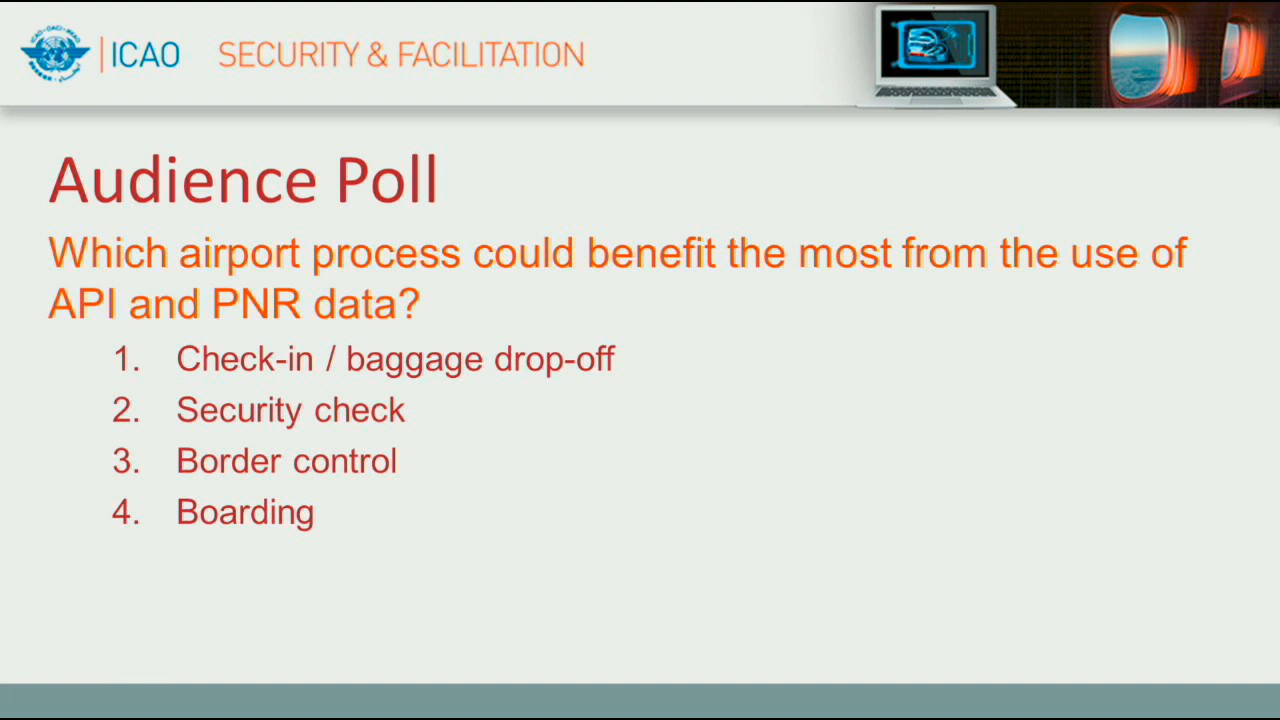 ICAO SECURITY & FACILITATION
Audience Poll
Which airport process could benefit the most from the use of
API and PNR data?
1. Check-in / baggage drop-off
2. Security check
3. Border control
4. Boarding